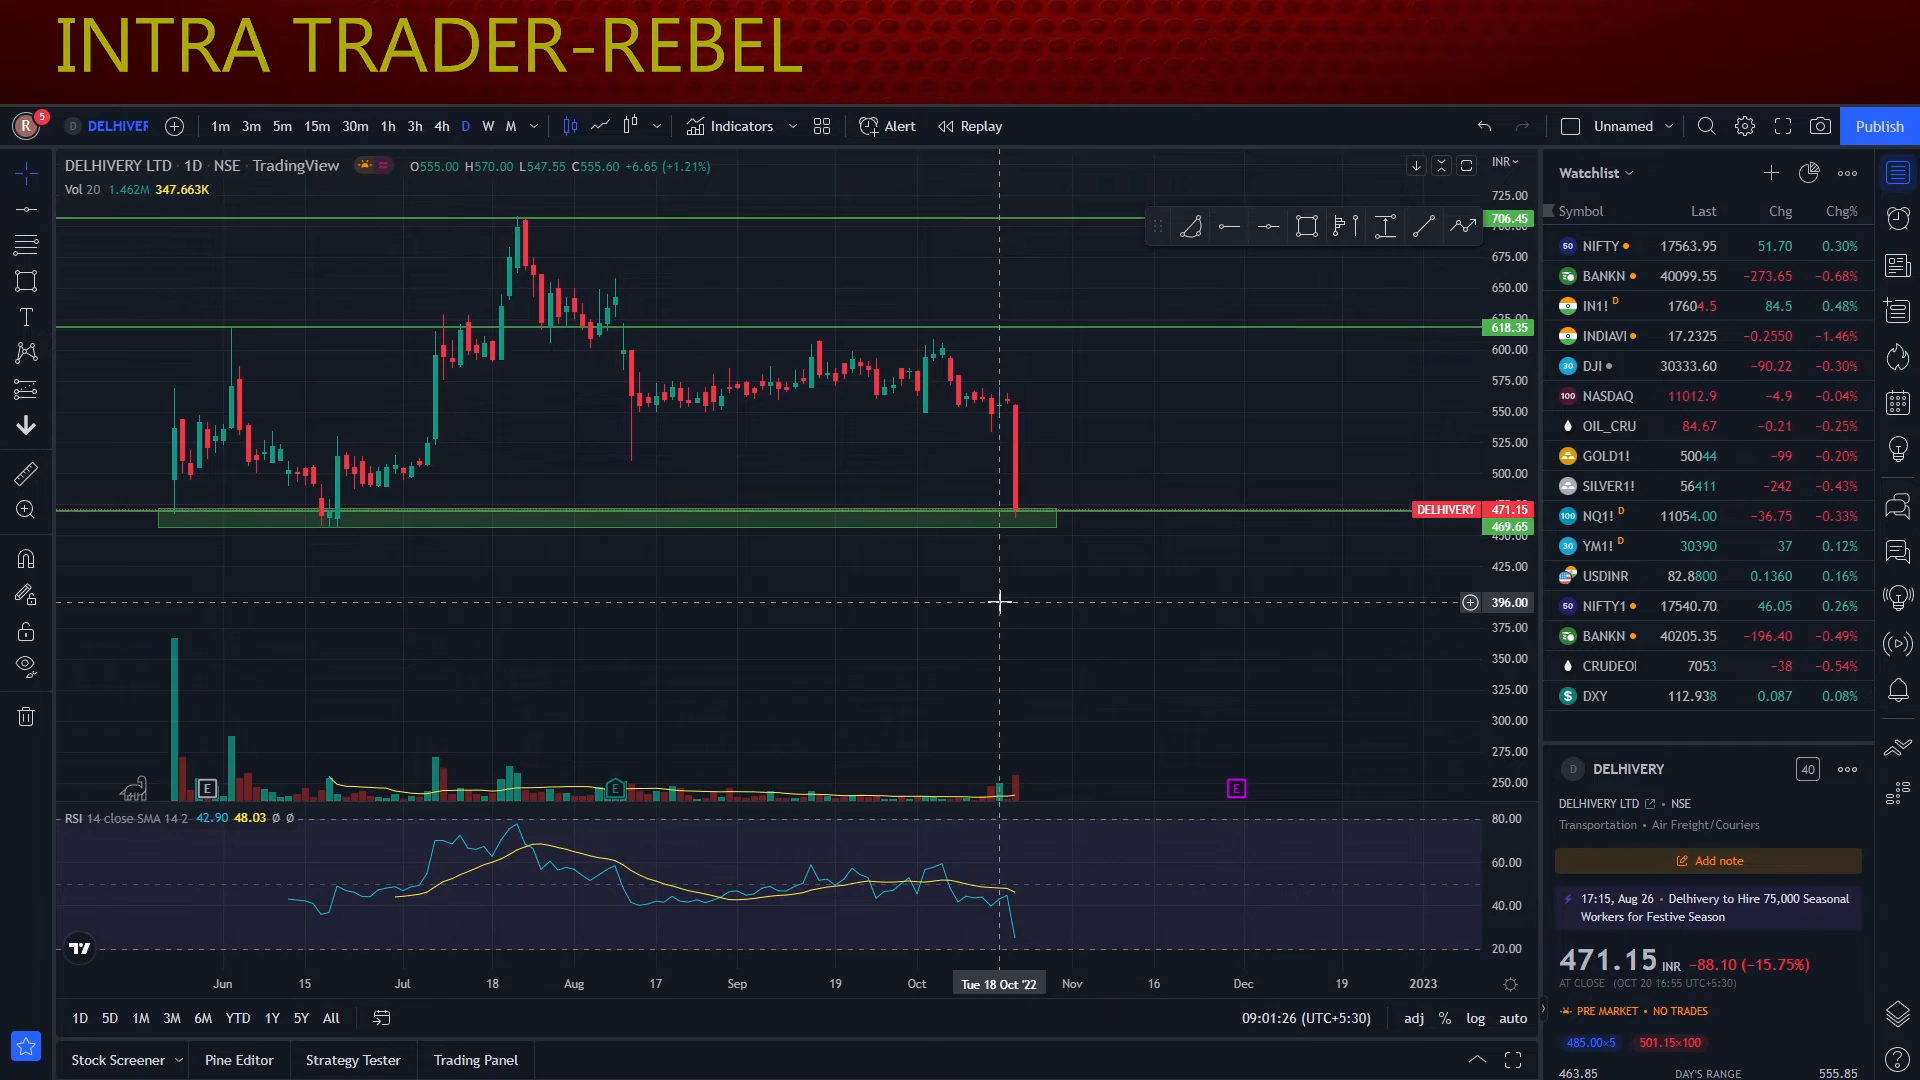 INTRA TRADER-REBEL
R 5 D DELHIVER 1m 3m 5m 15m 30m 1h 3h 4h D W M Indicators Alert Replay Unnamed Publish
DELHIVERY LTD · 1D · NSE · TradingView O555.00 H570.00 L547.55 C555.60 +6.65 (+1.21%) INR
Vol 20 1.462M 347.663K
725.00
706.45
675.00
650.00
618.35
600.00
575.00
550.00
525.00
500.00
DELHIVERY 471.15
469.65
425.00
396.00
375.00
350.00
325.00
300.00
275.00
250.00
E E E
RSI 14 close SMA 14 2 42.90 48.03 Ø Ø
80.00
60.00
40.00
20.00
Jun 15 Jul 18 Aug 17 Sep 19 Oct Tue 18 Oct '22 Nov 16 Dec 19 2023
1D 5D 1M 3M 6M YTD 1Y 5Y All 09:01:26 (UTC+5:30) adj % log auto
Stock Screener Pine Editor Strategy Tester Trading Panel
Watchlist
Symbol Last Chg Chg%
50 NIFTY 17563.95 51.70 0.30%
BANKN 40099.55 −273.65 −0.68%
IN1! D 17604.5 84.5 0.48%
INDIAVI 17.2325 −0.2550 −1.46%
30 DJI 30333.60 −90.22 −0.30%
100 NASDAQ 11012.9 −4.9 −0.04%
OIL_CRU 84.67 −0.21 −0.25%
GOLD1! 50044 −99 −0.20%
SILVER1! 56411 −242 −0.43%
100 NQ1! D 11054.00 −36.75 −0.33%
30 YM1! D 30390 37 0.12%
USDINR 82.8800 0.1360 0.16%
50 NIFTY1 17540.70 46.05 0.26%
BANKN 40205.35 −196.40 −0.49%
CRUDEOI 7053 −38 −0.54%
$ DXY 112.938 0.087 0.08%
D DELHIVERY 40
DELHIVERY LTD • NSE
Transportation • Air Freight/Couriers
Add note
17:15, Aug 26 • Delhivery to Hire 75,000 Seasonal
Workers for Festive Season
471.15 INR −88.10 (−15.75%)
AT CLOSE (OCT 20 16:55 UTC+5:30)
PRE MARKET • NO TRADES
485.00×5 501.15×100
463.85 DAY'S RANGE 555.85